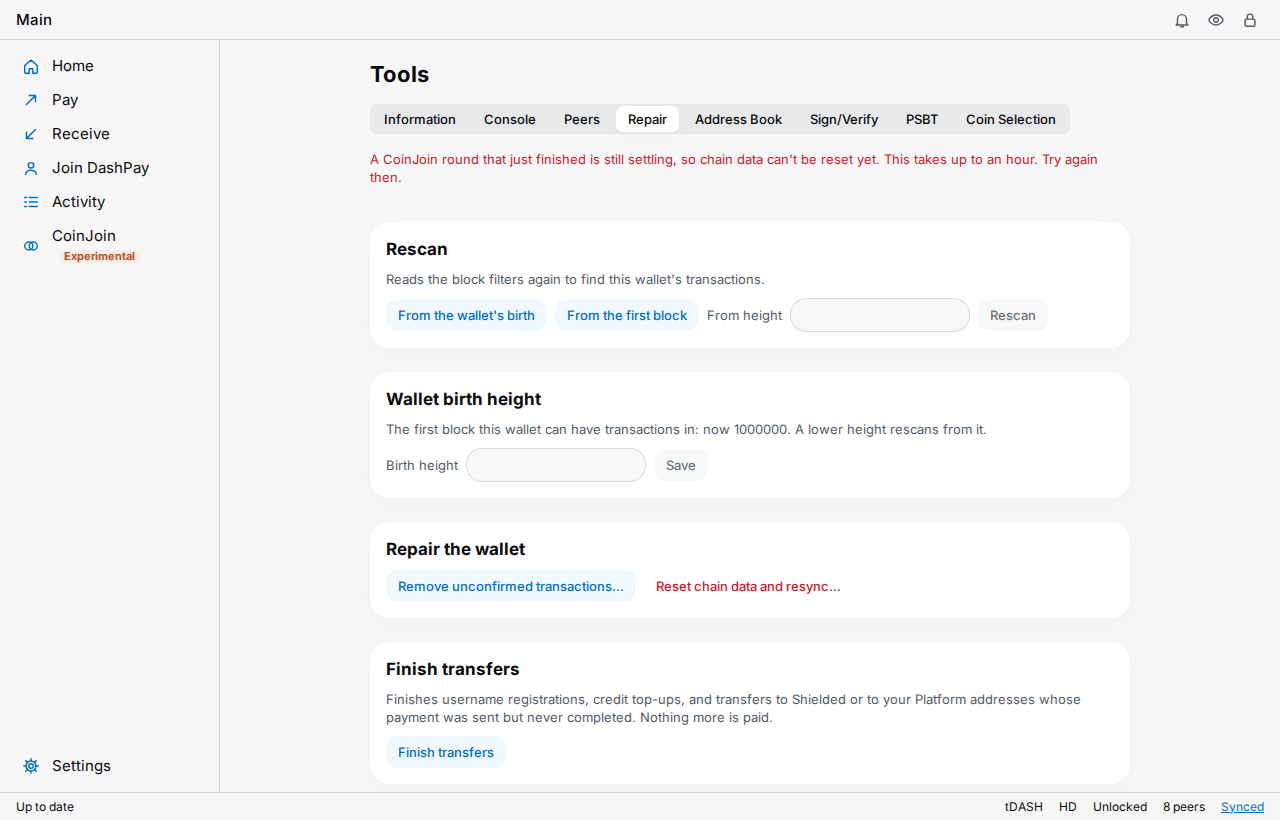 Main
Home
Pay
Receive
Join DashPay
Activity
CoinJoin
Experimental
Settings
Tools
Information Console Peers Repair Address Book Sign/Verify PSBT Coin Selection
A CoinJoin round that just finished is still settling, so chain data can't be reset yet. This takes up to an hour. Try again
then.
Rescan
Reads the block filters again to find this wallet's transactions.
From the wallet's birth From the first block From height Rescan
Wallet birth height
The first block this wallet can have transactions in: now 1000000. A lower height rescans from it.
Birth height Save
Repair the wallet
Remove unconfirmed transactions... Reset chain data and resync...
Finish transfers
Finishes username registrations, credit top-ups, and transfers to Shielded or to your Platform addresses whose
payment was sent but never completed. Nothing more is paid.
Finish transfers
Up to date tDASH HD Unlocked 8 peers Synced